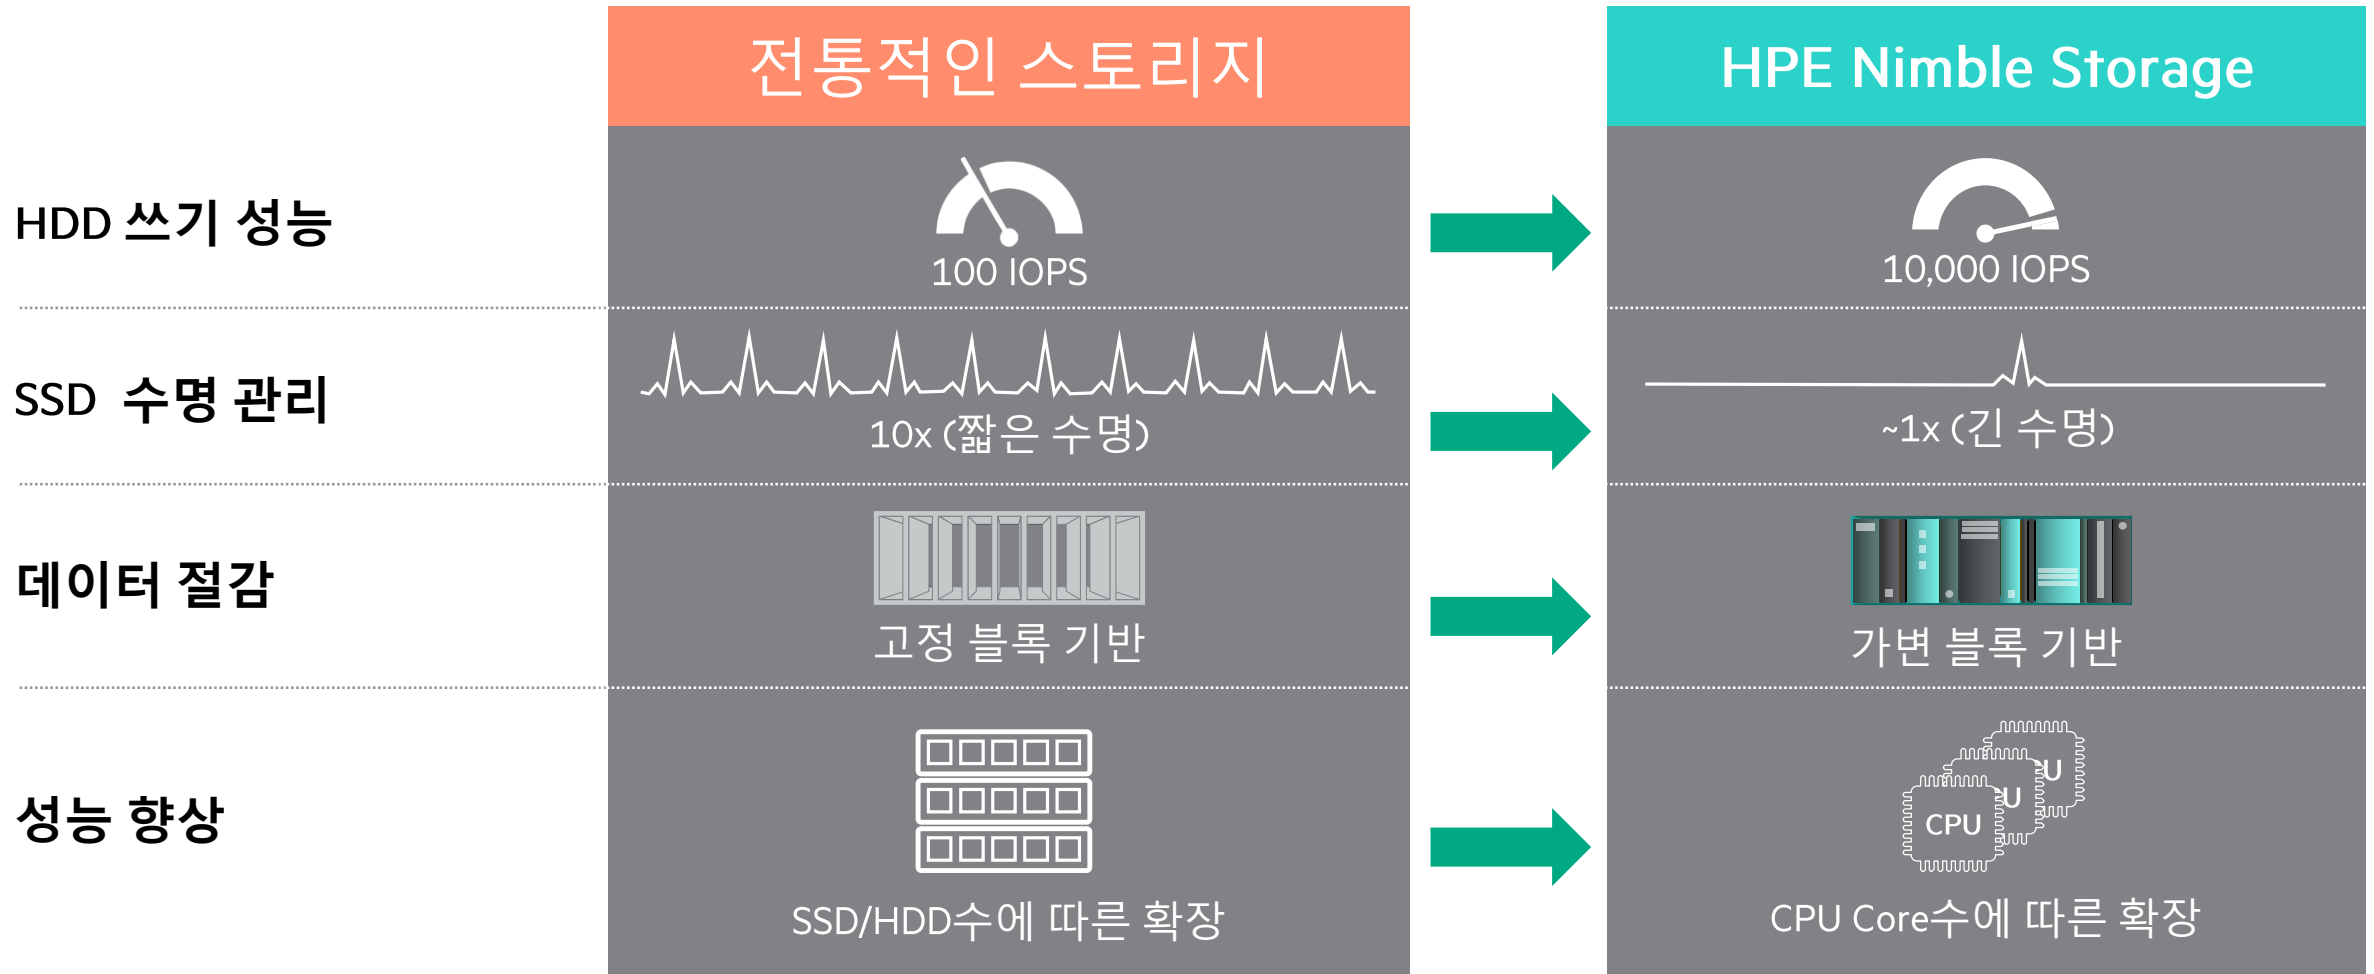 전통적인 스토리지
HPE Nimble Storage
HDD 쓰기 성능
100 IOPS
10,000 IOPS
SSD 수명 관리
10x (짧은 수명)
~1x (긴 수명)
데이터 절감
고정 블록 기반
가변 블록 기반
성능 향상
U
U
CPU
SSD/HDD수에 따른 확장
CPU Core수에 따른 확장